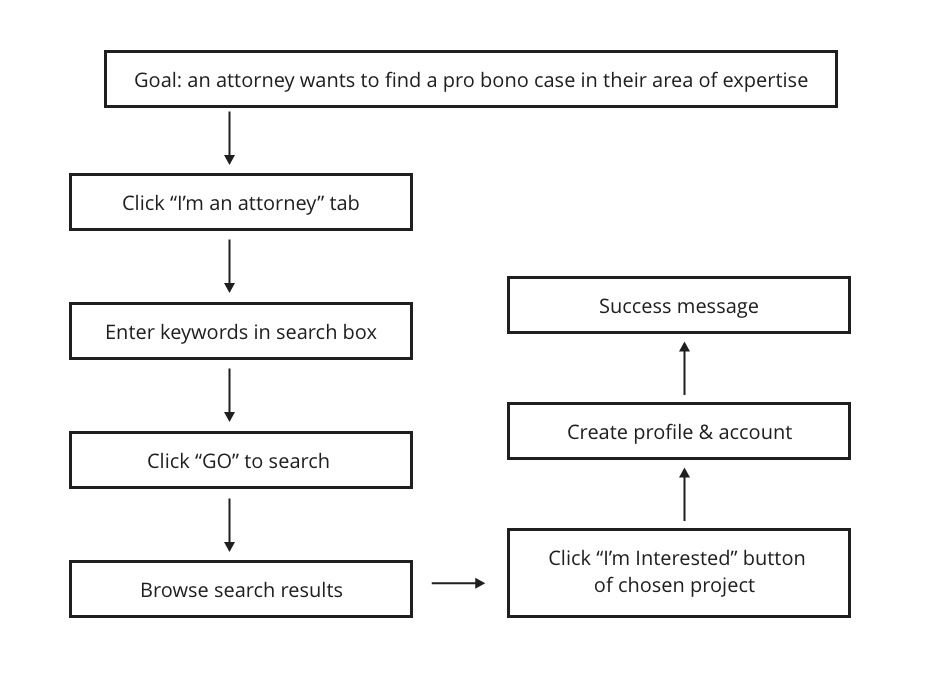 Goal: an attorney wants to find a pro bono case in their area of expertise
Click “I’m an attorney” tab
Enter keywords in search box
Click “GO” to search
Browse search results
Click “I’m Interested” button
of chosen project
Create profile & account
Success message